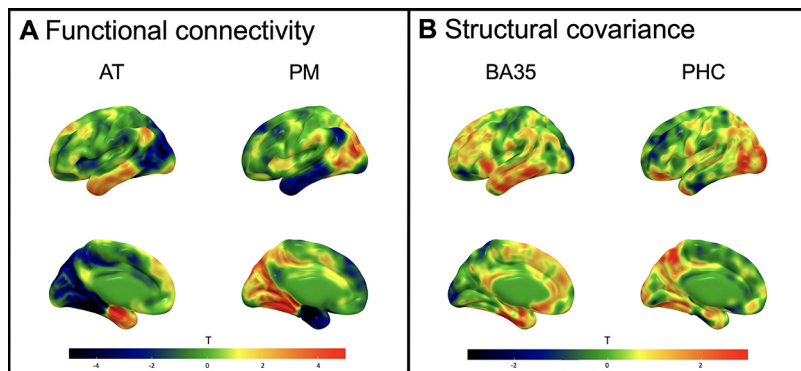 A Functional connectivity
AT PM
T
-4 -2 0 2 4
B Structural covariance
BA35 PHC
T
-2 0 2